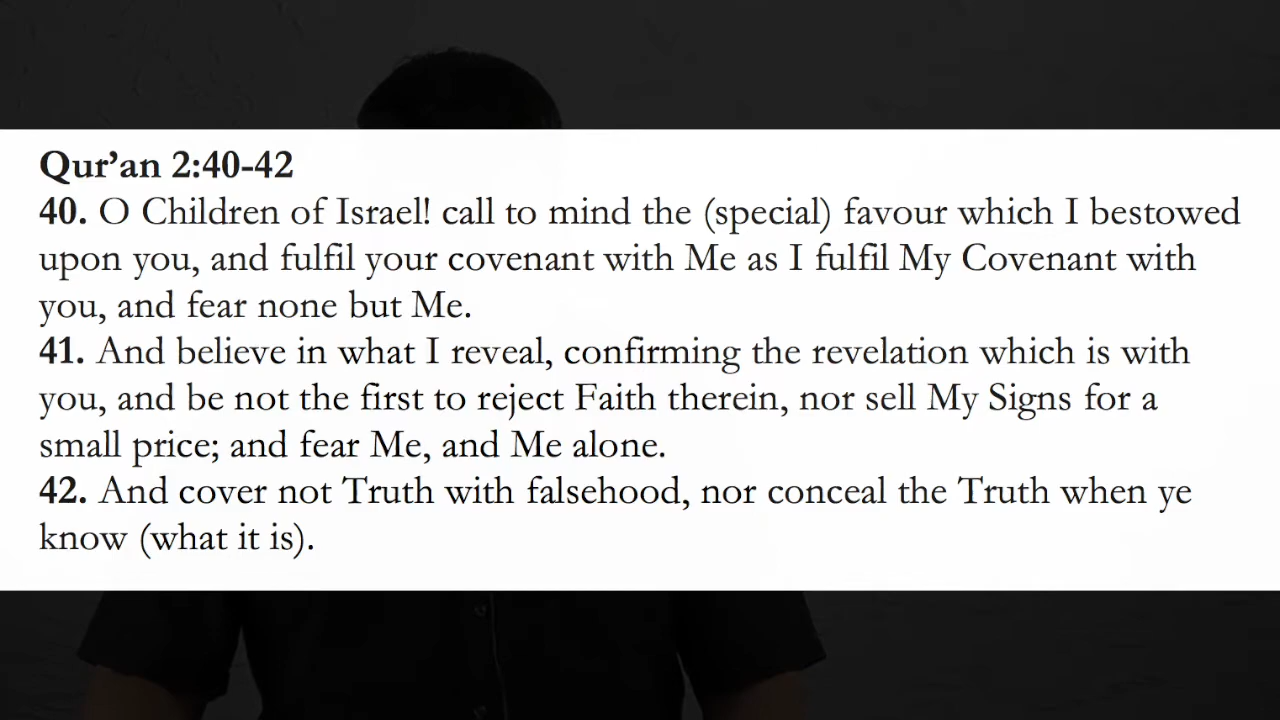 Qur’an 2:40-42
40. O Children of Israel! call to mind the (special) favour which I bestowed
upon you, and fulfil your covenant with Me as I fulfil My Covenant with
you, and fear none but Me.
41. And believe in what I reveal, confirming the revelation which is with
you, and be not the first to reject Faith therein, nor sell My Signs for a
small price; and fear Me, and Me alone.
42. And cover not Truth with falsehood, nor conceal the Truth when ye
know (what it is).